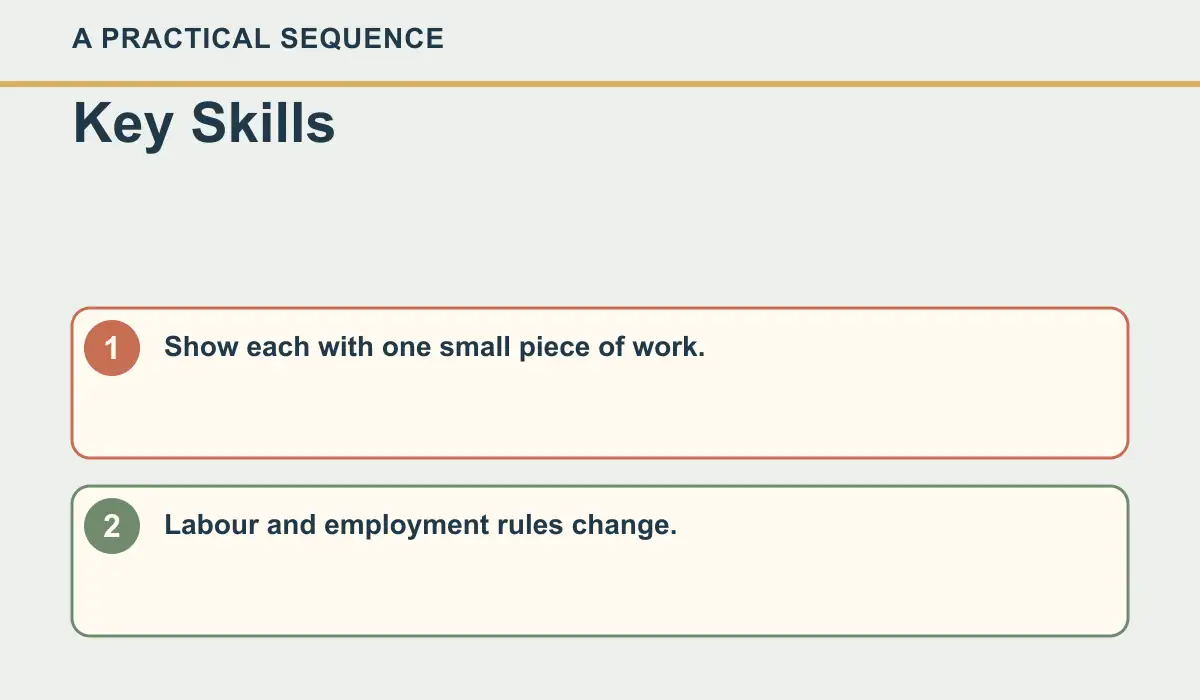 A PRACTICAL SEQUENCE
Key Skills
1
Show each with one small piece of work.
2
Labour and employment rules change.